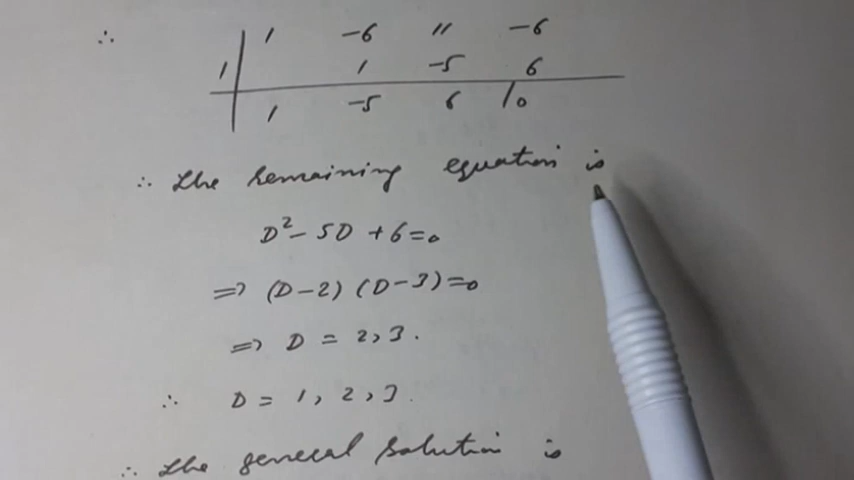 ∴ 1 -6 11 -6
1 1 -5 6
1 -5 6 0
∴ the remaining equation is
D² - 5D + 6 = 0
⇒ (D-2) (D-3) = 0
⇒ D = 2, 3.
∴ D = 1, 2, 3.
∴ the general solution is